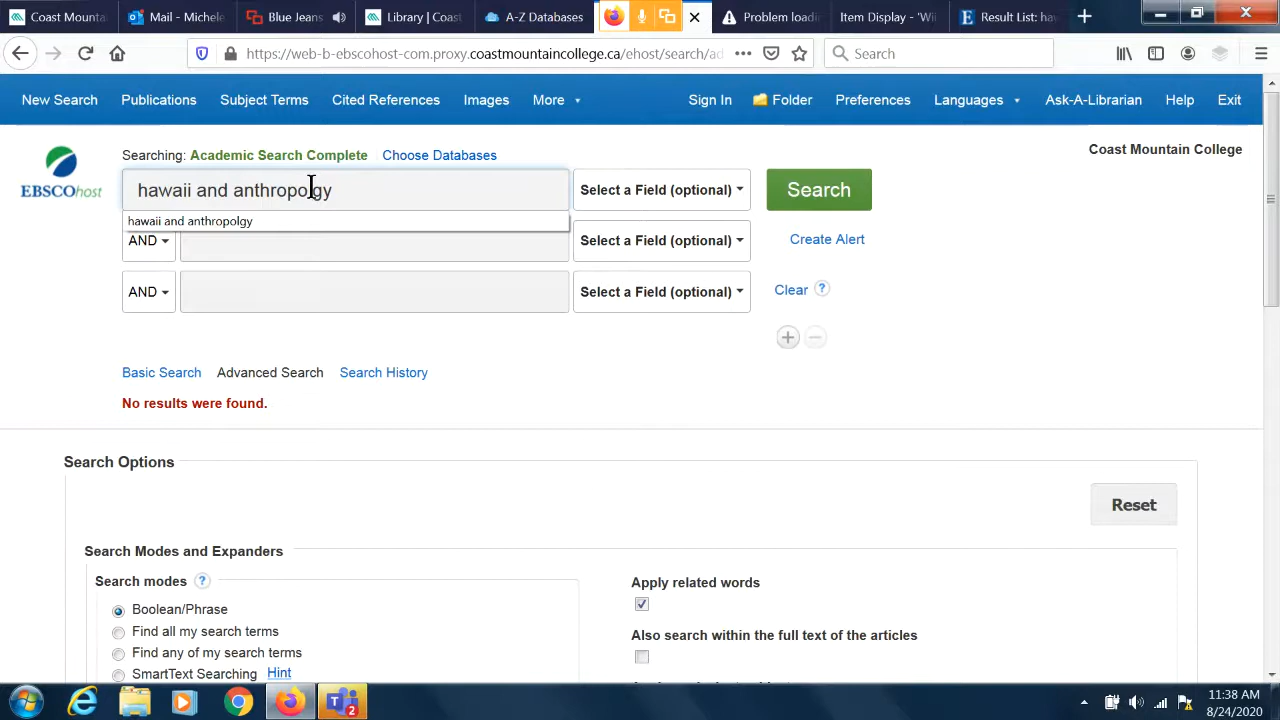 Coast Mounta
Mail - Michele
Blue Jeans
Library | Coast
A-Z Databases
Problem loadi
Item Display - 'Wi
Result List: ha
https://web-b-ebscohost-com.proxy.coastmountaincollege.ca/ehost/search/ad
Search
New Search Publications Subject Terms Cited References Images More
Sign In Folder Preferences Languages Ask-A-Librarian Help Exit
Searching: Academic Search Complete Choose Databases
Coast Mountain College
EBSCOhost
hawaii and anthropolgy
Select a Field (optional)
Search
hawaii and anthropolgy
AND
Select a Field (optional)
Create Alert
AND
Select a Field (optional)
Clear ?
Basic Search Advanced Search Search History
No results were found.
Search Options
Reset
Search Modes and Expanders
Search modes ?
Boolean/Phrase
Find all my search terms
Find any of my search terms
SmartText Searching Hint
Apply related words
Also search within the full text of the articles
2
11:38 AM
8/24/2020